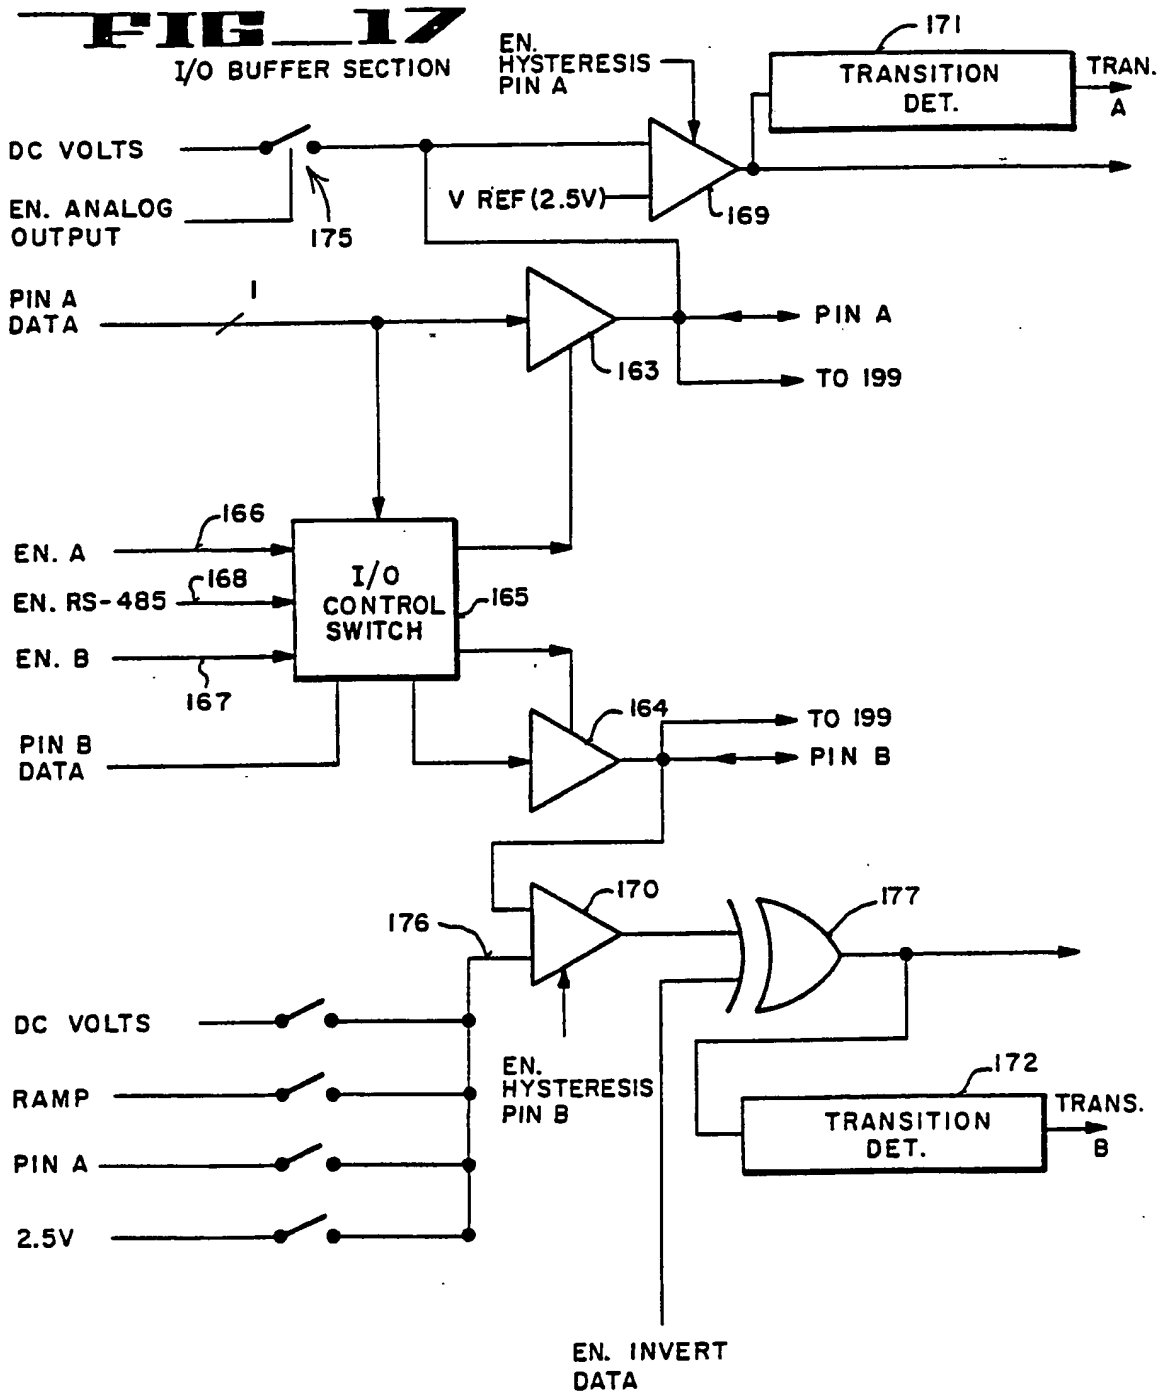 FIG_17
I/O BUFFER SECTION
EN.
HYSTERESIS
PIN A
171
TRANSITION
DET.
TRAN.
A
DC VOLTS
V REF (2.5V)
169
EN. ANALOG
OUTPUT
175
PIN A
DATA
1
163
PIN A
TO 199
EN. A
166
EN. RS-485
168
EN. B
167
I/O
CONTROL
SWITCH
165
PIN B
DATA
164
TO 199
PIN B
170
176
177
DC VOLTS
RAMP
PIN A
2.5V
EN.
HYSTERESIS
PIN B
172
TRANSITION
DET.
TRANS.
B
EN. INVERT
DATA